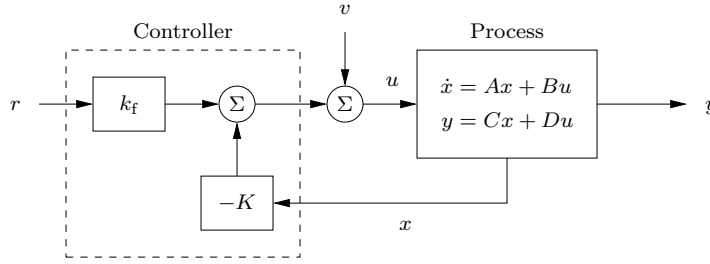 v
Controller
Process
r
k_f
Σ
Σ
u
ẋ = Ax + Bu
y = Cx + Du
y
−K
x